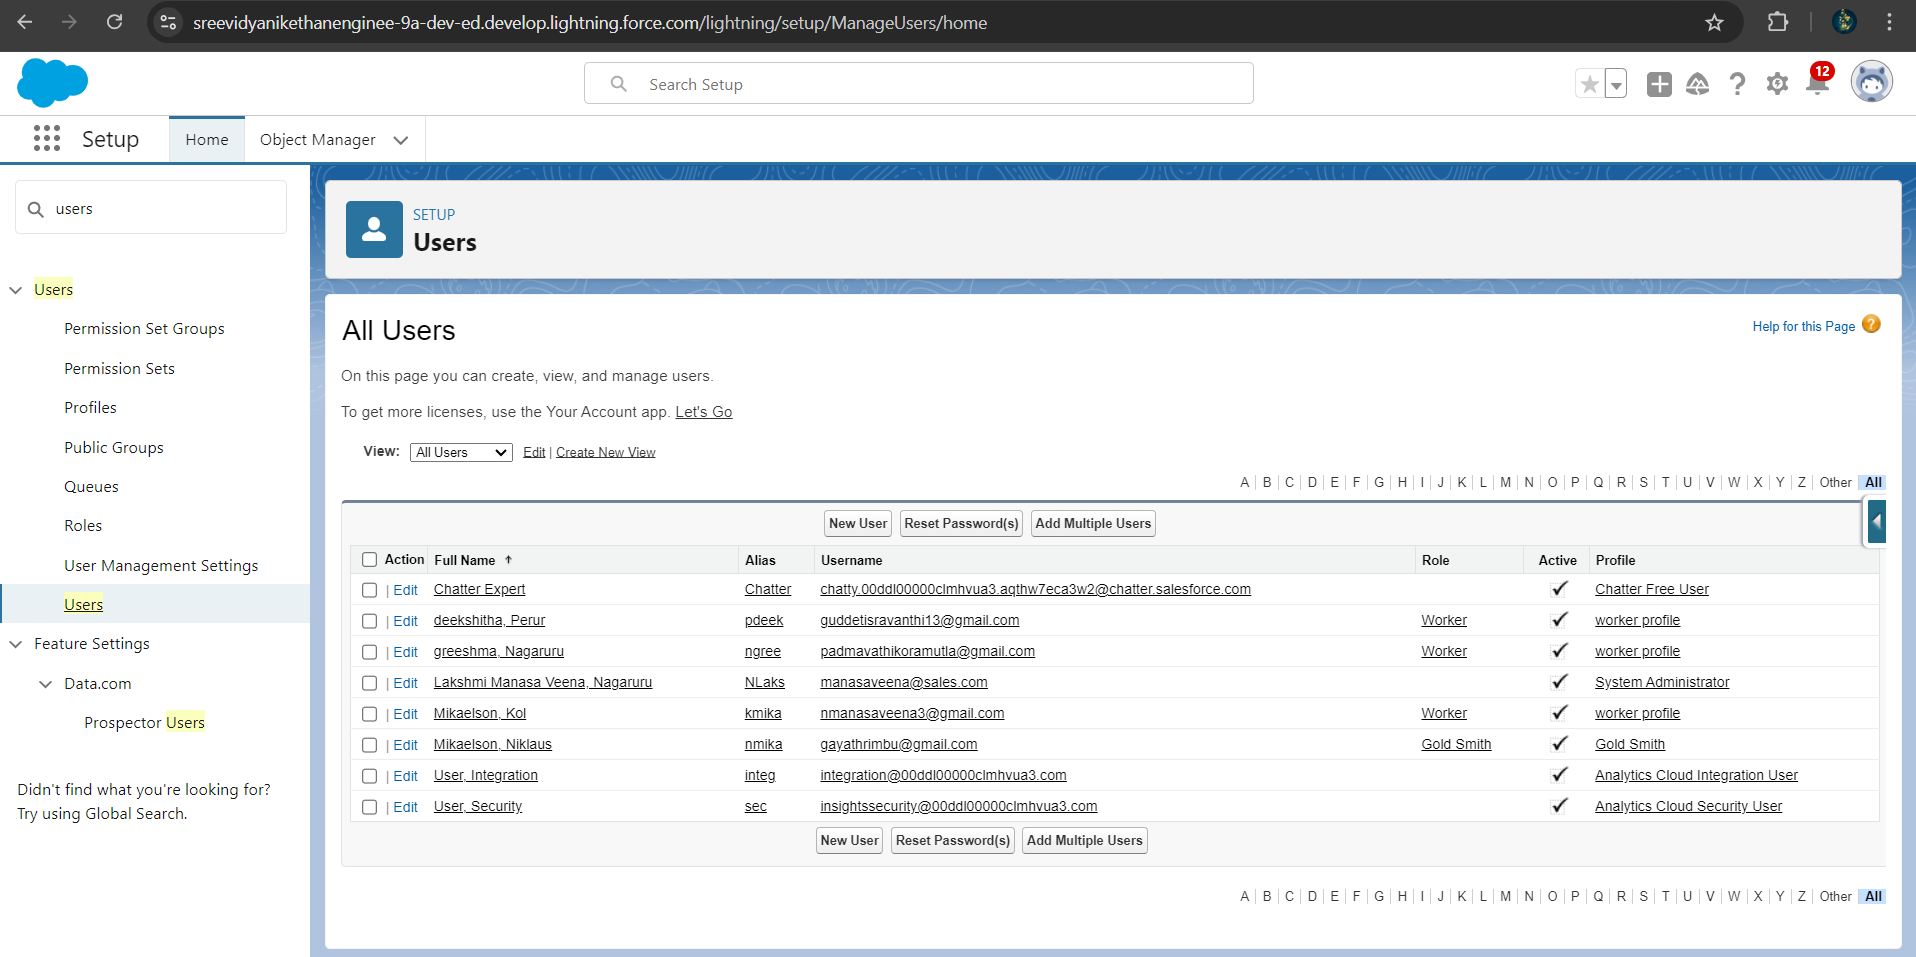 sreevidyanikethanenginee-9a-dev-ed.develop.lightning.force.com/lightning/setup/ManageUsers/home
Search Setup
12
Setup
Home
Object Manager
users
SETUP
Users
Users
Permission Set Groups
Permission Sets
Profiles
Public Groups
Queues
Roles
User Management Settings
Users
Feature Settings
Data.com
Prospector Users
Didn't find what you're looking for?
Try using Global Search.
All Users
Help for this Page ?
On this page you can create, view, and manage users.
To get more licenses, use the Your Account app. Let's Go
View: All Users Edit | Create New View
A | B | C | D | E | F | G | H | I | J | K | L | M | N | O | P | Q | R | S | T | U | V | W | X | Y | Z | Other | All
New User Reset Password(s) Add Multiple Users
Action Full Name ↑ Alias Username Role Active Profile
| Edit Chatter Expert Chatter chatty.00ddl00000clmhvua3.aqthw7eca3w2@chatter.salesforce.com ✓ Chatter Free User
| Edit deekshitha, Perur pdeek guddetisravanthi13@gmail.com Worker ✓ worker profile
| Edit greeshma, Nagaruru ngree padmavathikoramutla@gmail.com Worker ✓ worker profile
| Edit Lakshmi Manasa Veena, Nagaruru NLaks manasaveena@sales.com ✓ System Administrator
| Edit Mikaelson, Kol kmika nmanasaveena3@gmail.com Worker ✓ worker profile
| Edit Mikaelson, Niklaus nmika gayathrimbu@gmail.com Gold Smith ✓ Gold Smith
| Edit User, Integration integ integration@00ddl00000clmhvua3.com ✓ Analytics Cloud Integration User
| Edit User, Security sec insightssecurity@00ddl00000clmhvua3.com ✓ Analytics Cloud Security User
New User Reset Password(s) Add Multiple Users
A | B | C | D | E | F | G | H | I | J | K | L | M | N | O | P | Q | R | S | T | U | V | W | X | Y | Z | Other | All